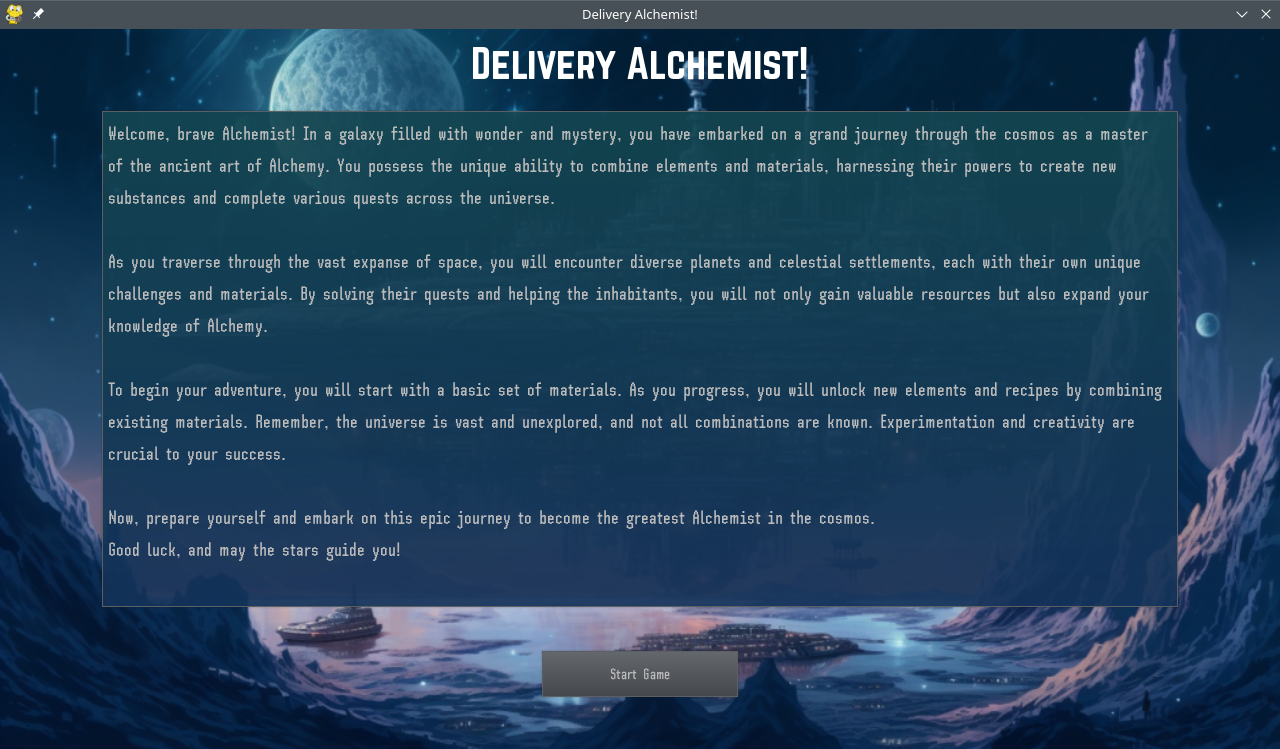 Delivery Alchemist!
Delivery Alchemist!
Welcome, brave Alchemist! In a galaxy filled with wonder and mystery, you have embarked on a grand journey through the cosmos as a master
of the ancient art of Alchemy. You possess the unique ability to combine elements and materials, harnessing their powers to create new
substances and complete various quests across the universe.
As you traverse through the vast expanse of space, you will encounter diverse planets and celestial settlements, each with their own unique
challenges and materials. By solving their quests and helping the inhabitants, you will not only gain valuable resources but also expand your
knowledge of Alchemy.
To begin your adventure, you will start with a basic set of materials. As you progress, you will unlock new elements and recipes by combining
existing materials. Remember, the universe is vast and unexplored, and not all combinations are known. Experimentation and creativity are
crucial to your success.
Now, prepare yourself and embark on this epic journey to become the greatest Alchemist in the cosmos.
Good luck, and may the stars guide you!
Start Game